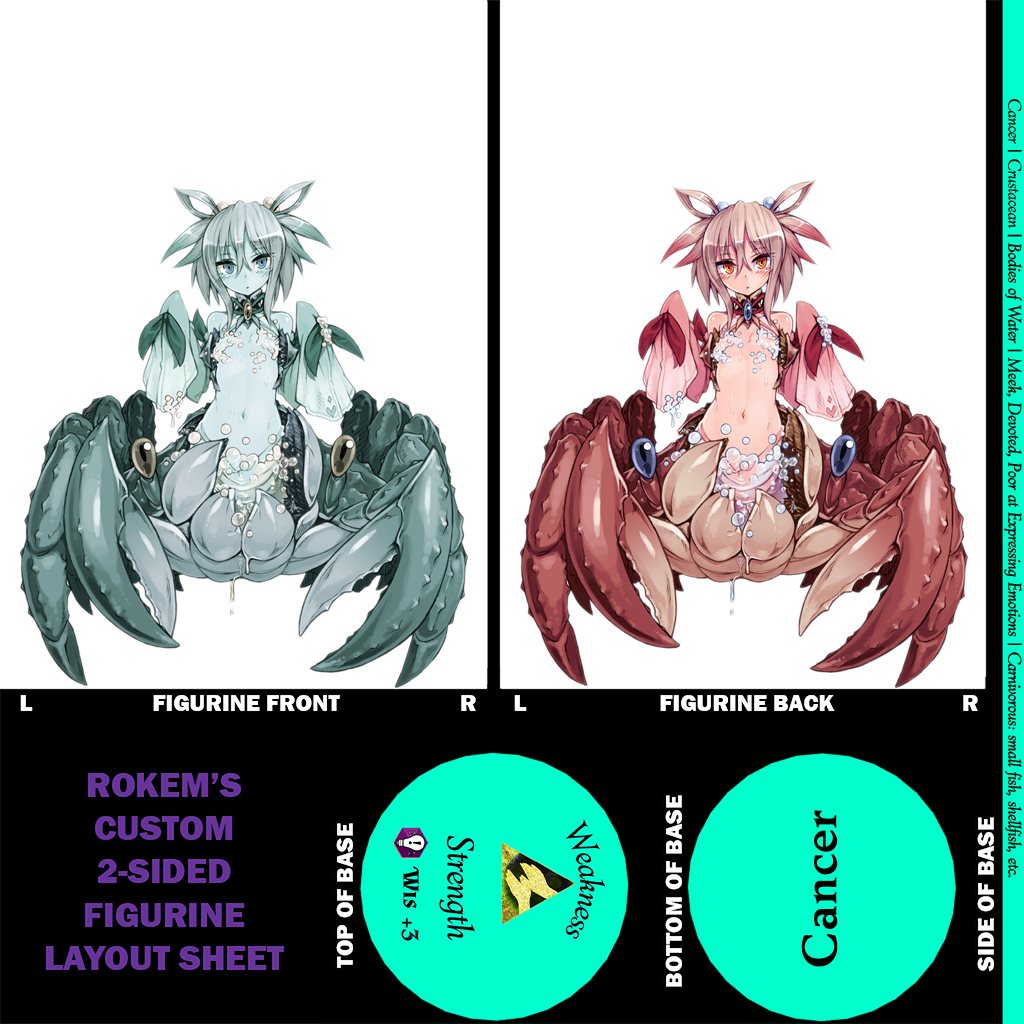 L
FIGURINE FRONT
R
L
FIGURINE BACK
R
ROKEM'S
CUSTOM
2-SIDED
FIGURINE
LAYOUT SHEET
TOP OF BASE
Weakness
Strength
WIS +3
BOTTOM OF BASE
Cancer
SIDE OF BASE
Cancer | Crustacean | Bodies of Water | Meek, Devoted, Poor at Expressing Emotions | Carnivorous: small fish, shellfish, etc.